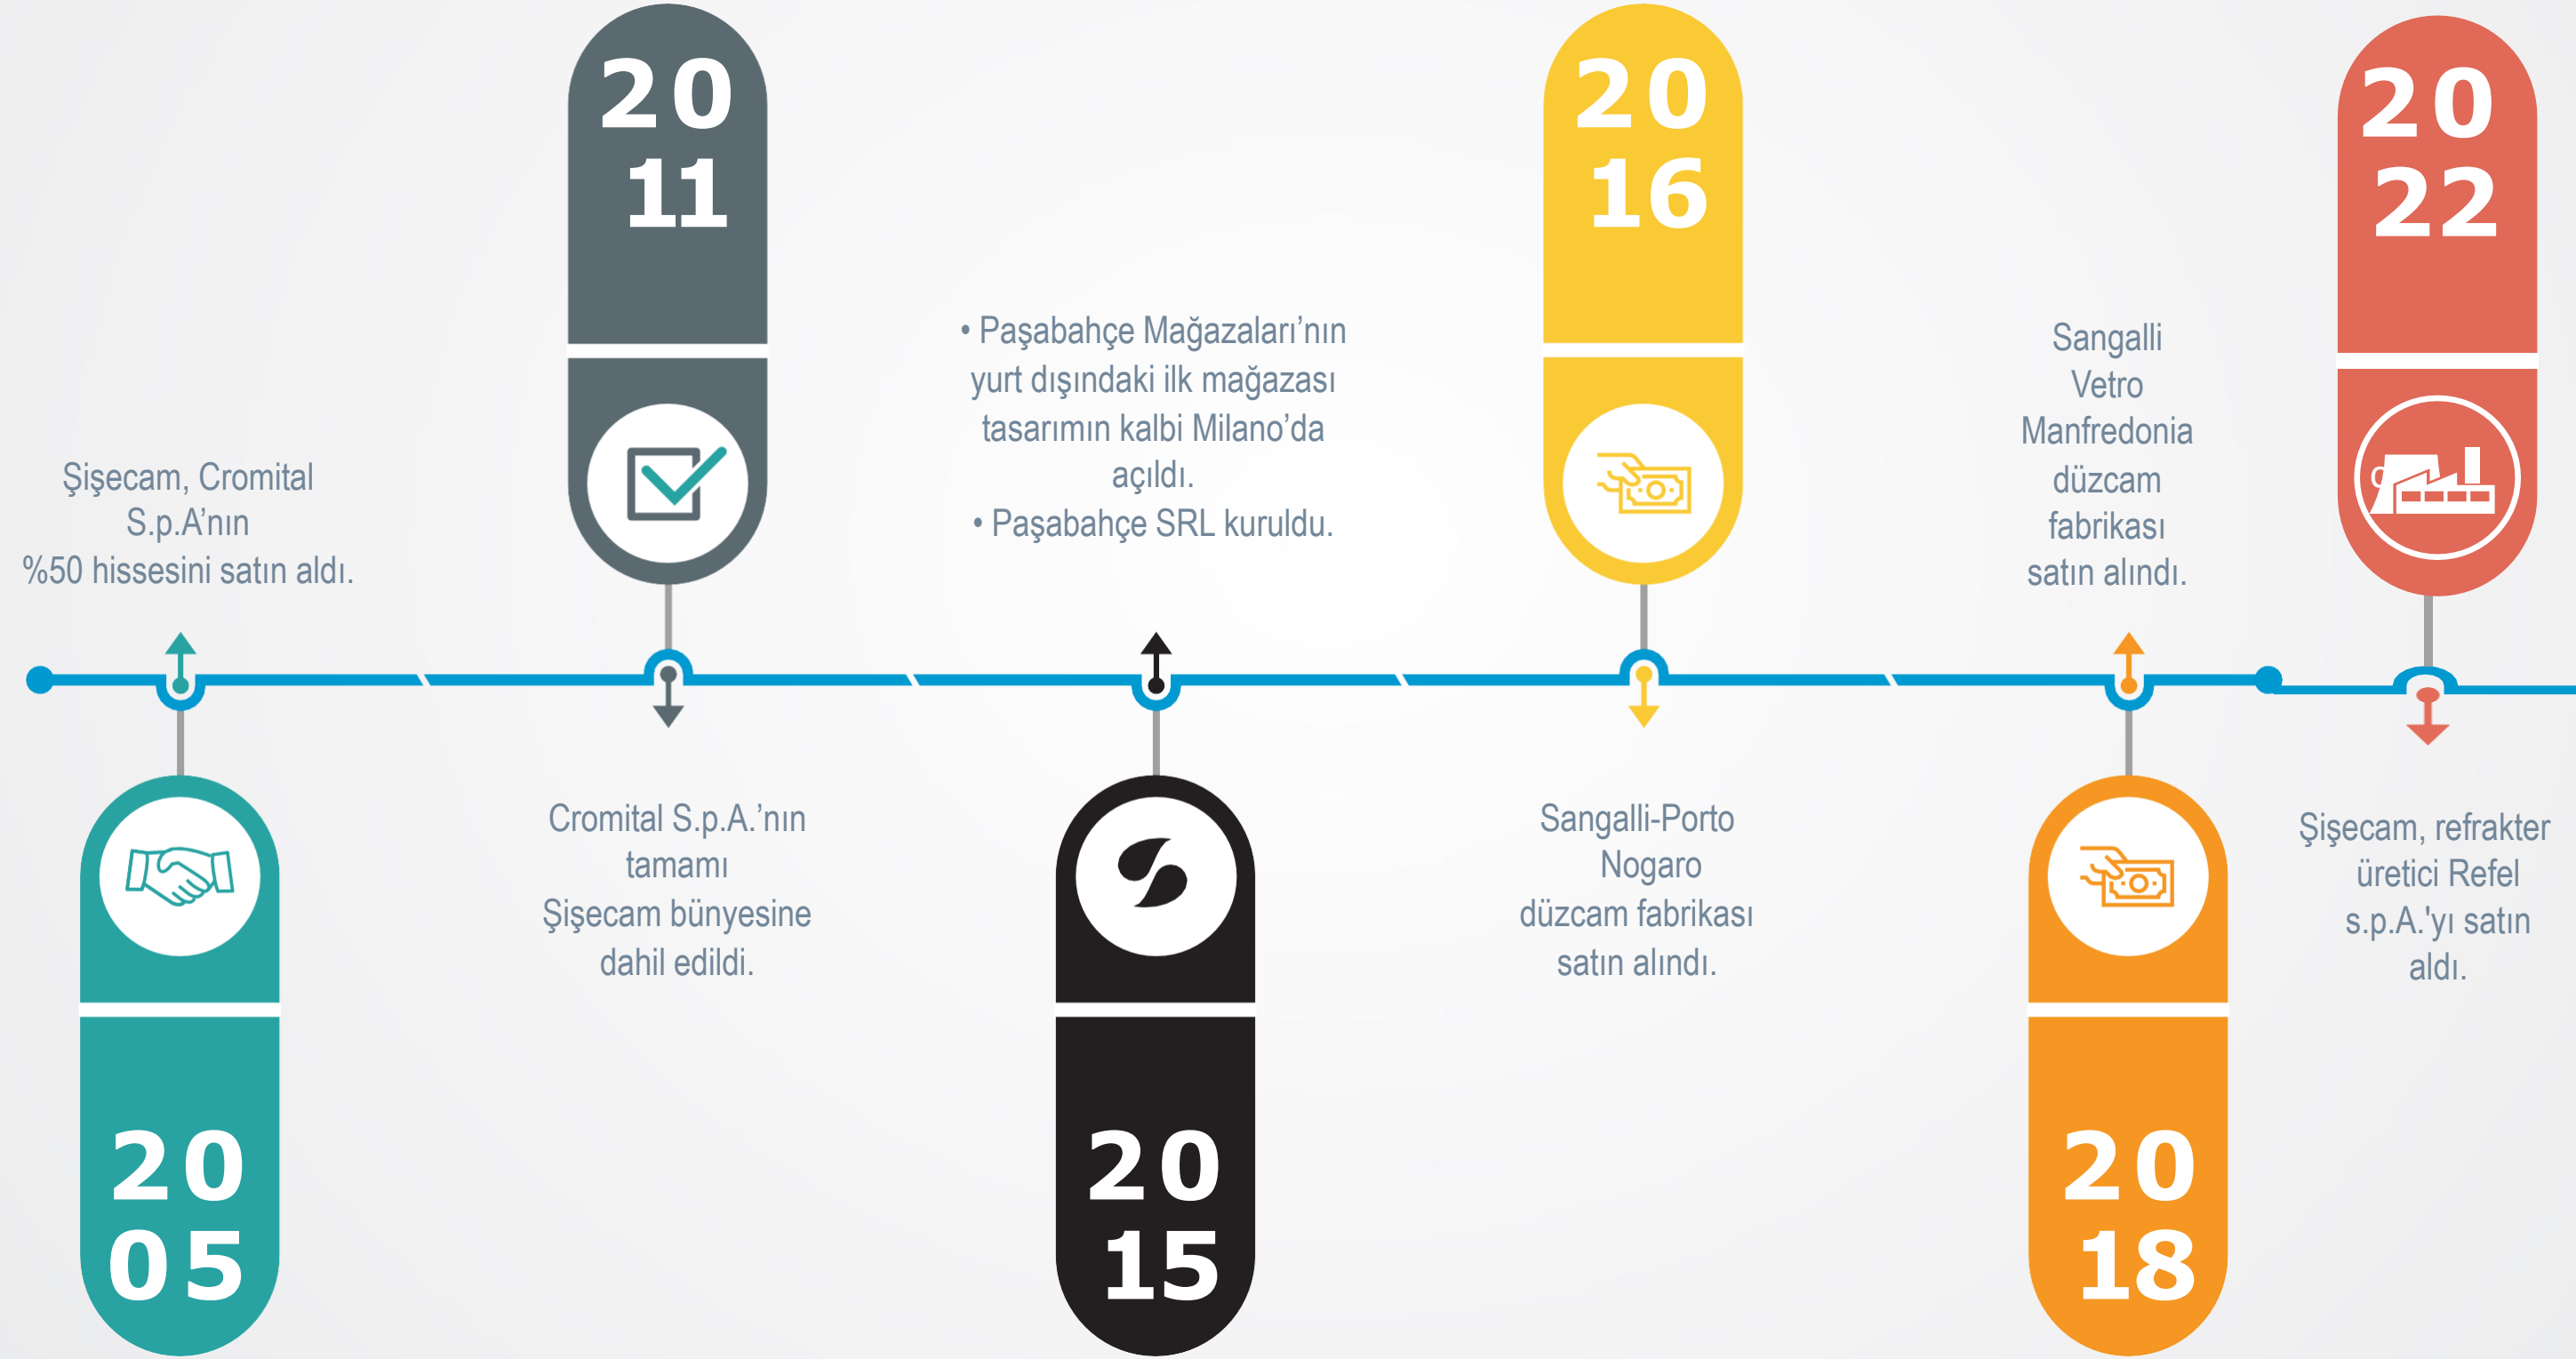 Şişecam, Cromital
S.p.A’nın
%50 hissesini satın aldı.
20
05
20
11
Cromital S.p.A.’nın
tamamı
Şişecam bünyesine
dahil edildi.
• Paşabahçe Mağazaları’nın
yurt dışındaki ilk mağazası
tasarımın kalbi Milano’da
açıldı.
• Paşabahçe SRL kuruldu.
20
15
20
16
Sangalli-Porto
Nogaro
düzcam fabrikası
satın alındı.
Sangalli
Vetro
Manfredonia
düzcam
fabrikası
satın alındı.
20
18
20
22
Şişecam, refrakter
üretici Refel
s.p.A.'yı satın
aldı.